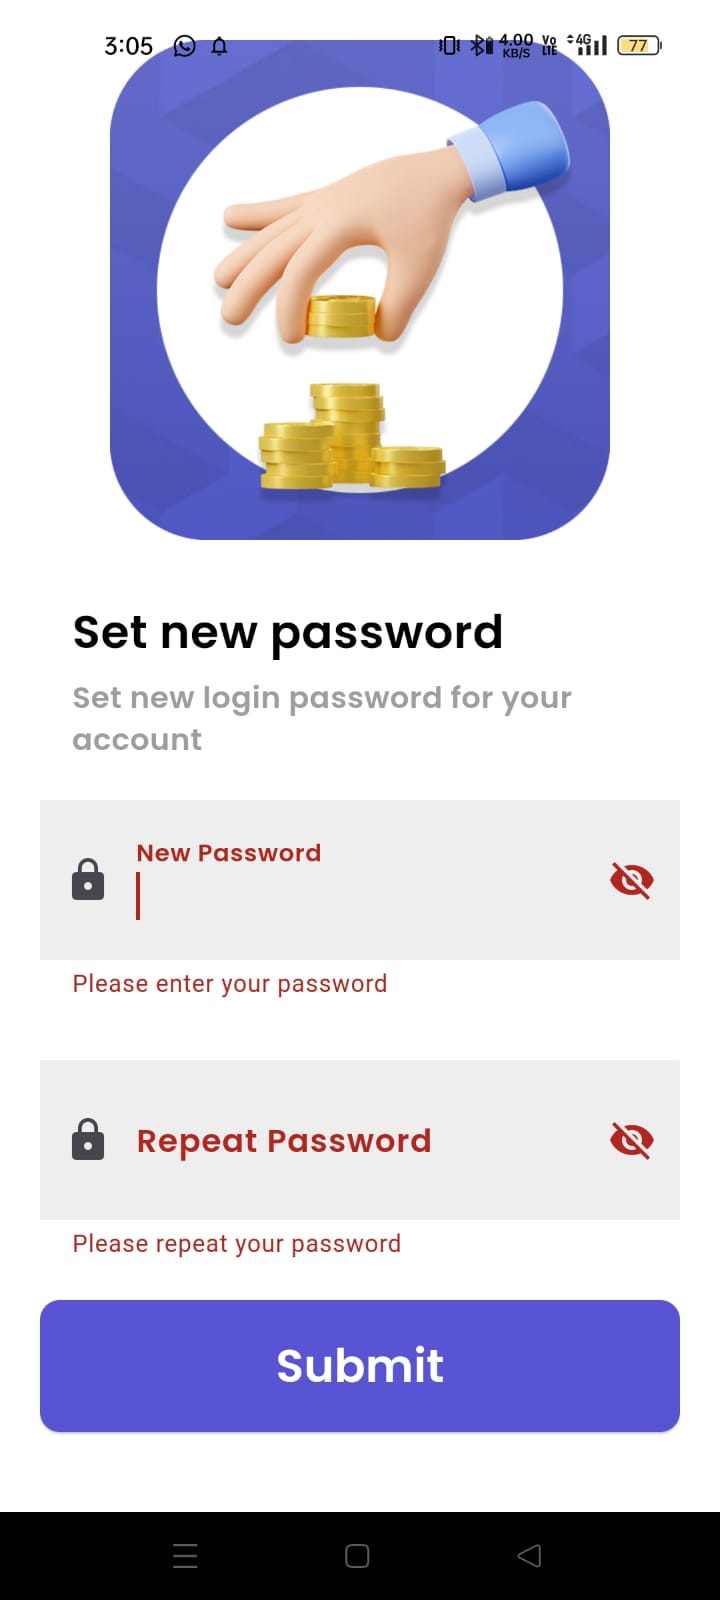 3:05 4.00 KB/S Vo LTE 4G 77
Set new password
Set new login password for your
account
New Password
Please enter your password
Repeat Password
Please repeat your password
Submit